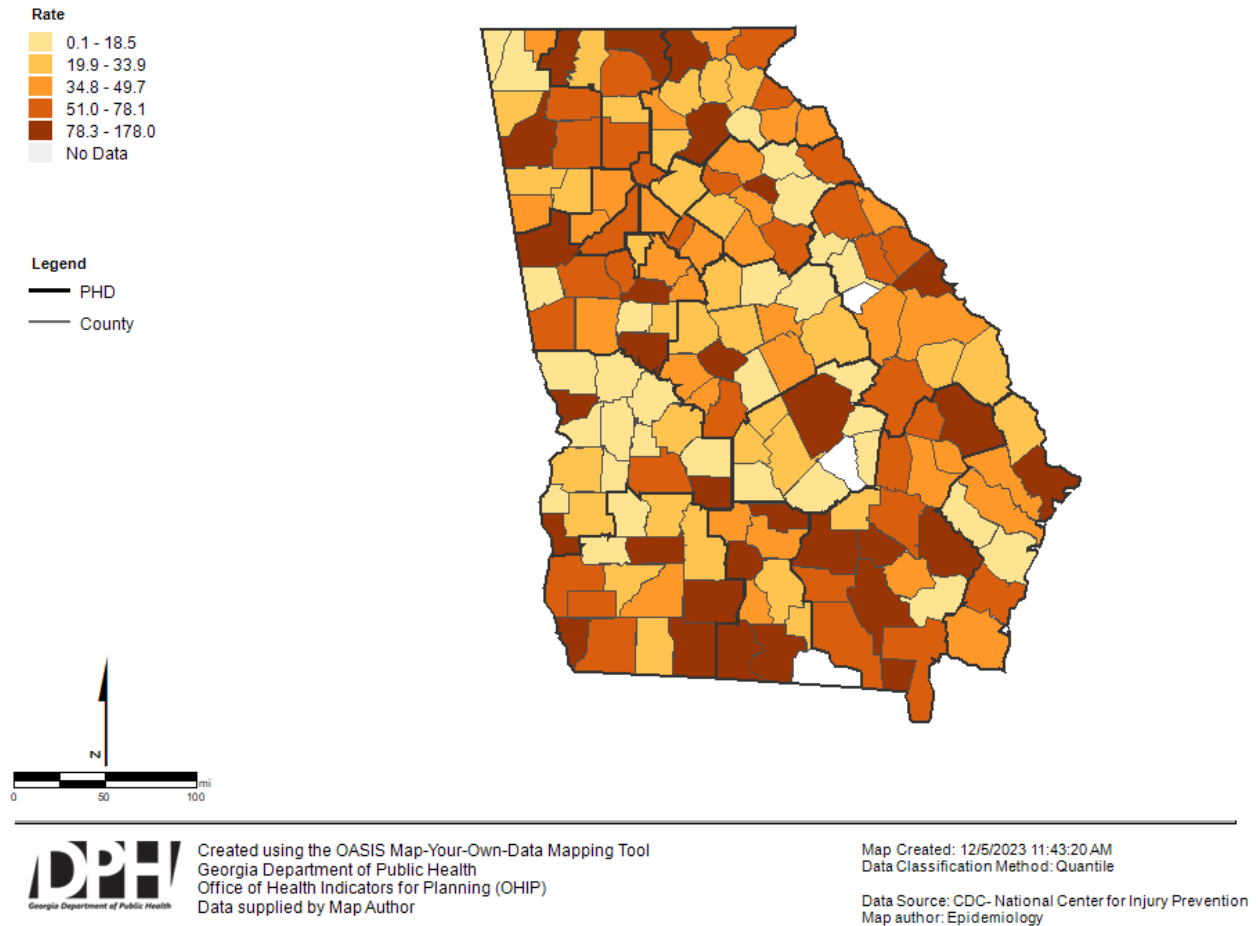 Rate
0.1 - 18.5
19.9 - 33.9
34.8 - 49.7
51.0 - 78.1
78.3 - 178.0
No Data
Legend
PHD
County
N
mi
0 50 100
DPH
Georgia Department of Public Health
Created using the OASIS Map-Your-Own-Data Mapping Tool
Georgia Department of Public Health
Office of Health Indicators for Planning (OHIP)
Data supplied by Map Author
Map Created: 12/5/2023 11:43:20 AM
Data Classification Method: Quantile
Data Source: CDC- National Center for Injury Prevention
Map author: Epidemiology